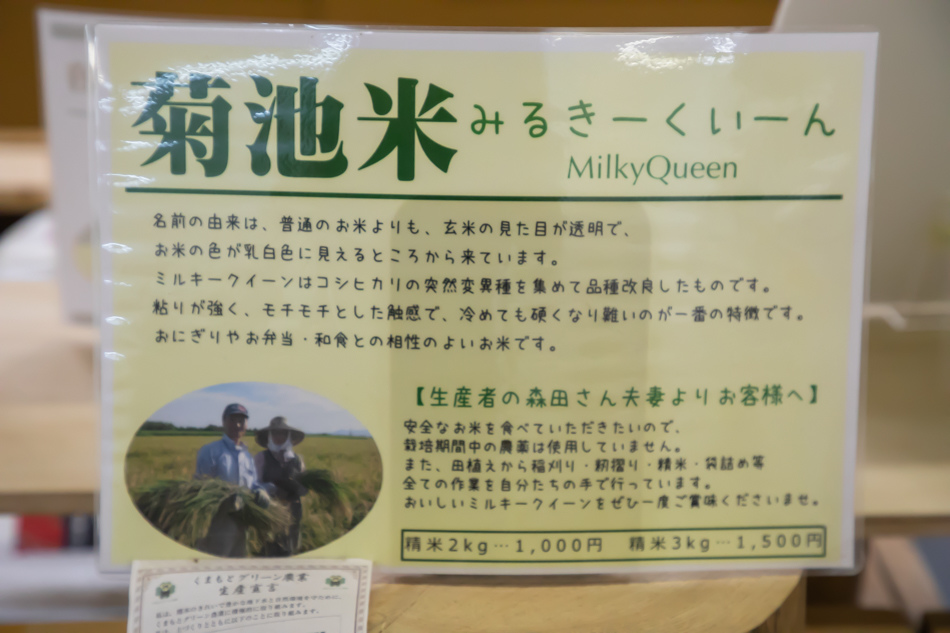 菊池米 みるきーくいーん
MilkyQueen
名前の由来は、普通のお米よりも、玄米の見た目が透明で、
お米の色が乳白色に見えるところから来ています。
ミルキークイーンはコシヒカリの突然変異種を集めて品種改良したものです。
粘りが強く、モチモチとした触感で、冷めても硬くなり難いのが一番の特徴です。
おにぎりやお弁当・和食との相性のよいお米です。
【生産者の森田さん夫妻よりお客様へ】
安全なお米を食べていただきたいので、
栽培期間中の農薬は使用していません。
また、田植えから稲刈り・籾摺り・精米・袋詰め等
全ての作業を自分たちの手で行っています。
おいしいミルキークイーンをぜひ一度ご賞味くださいませ。
精米2kg…1,000円 精米3kg…1,500円
くまもとグリーン農業
生産宣言